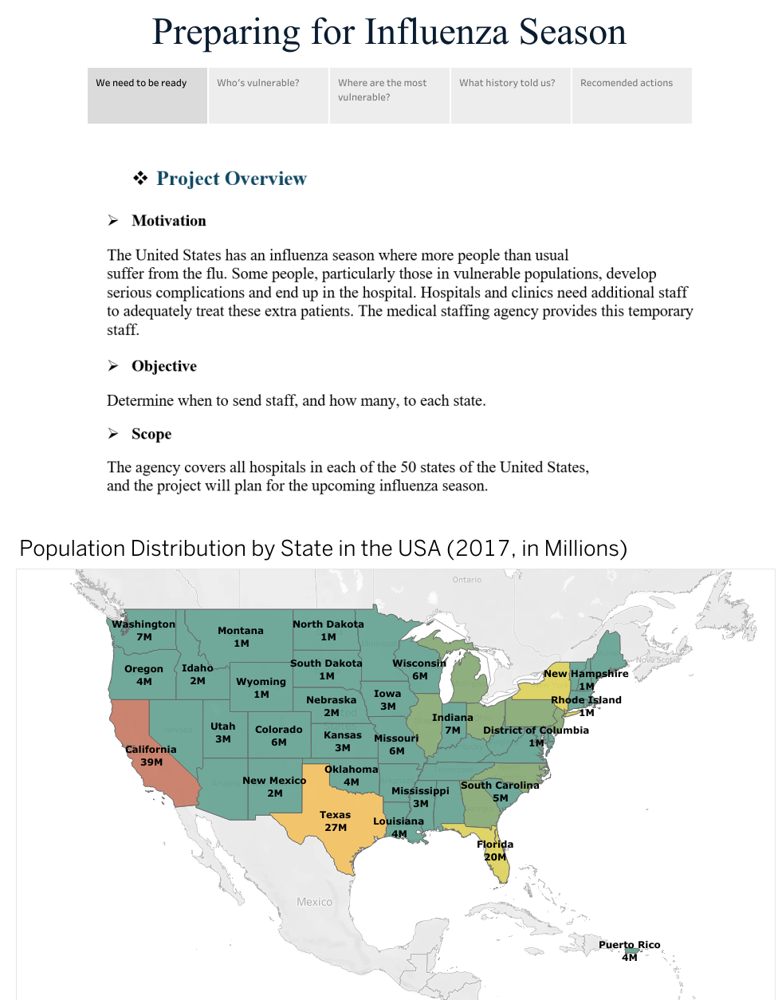 Preparing for Influenza Season
We need to be ready
Who's vulnerable?
Where are the most
vulnerable?
What history told us?
Recomended actions
❖ Project Overview
➢ Motivation
The United States has an influenza season where more people than usual
suffer from the flu. Some people, particularly those in vulnerable populations, develop
serious complications and end up in the hospital. Hospitals and clinics need additional staff
to adequately treat these extra patients. The medical staffing agency provides this temporary
staff.
➢ Objective
Determine when to send staff, and how many, to each state.
➢ Scope
The agency covers all hospitals in each of the 50 states of the United States,
and the project will plan for the upcoming influenza season.
Population Distribution by State in the USA (2017, in Millions)
Ontario
Washington
7M
Montana
1M
North Dakota
1M
Oregon
4M
Idaho
2M
Wyoming
1M
South Dakota
1M
Wisconsin
6M
Nova Scotia
New Hampshire
1M
Nebraska
2M
Iowa
3M
Rhode Island
1M
Utah
3M
Colorado
6M
Kansas
3M
Missouri
6M
Indiana
7M
District of Columbia
1M
California
39M
New Mexico
2M
Oklahoma
4M
Mississippi
3M
South Carolina
5M
Texas
27M
Louisiana
4M
Florida
20M
Mexico
Puerto Rico
4M